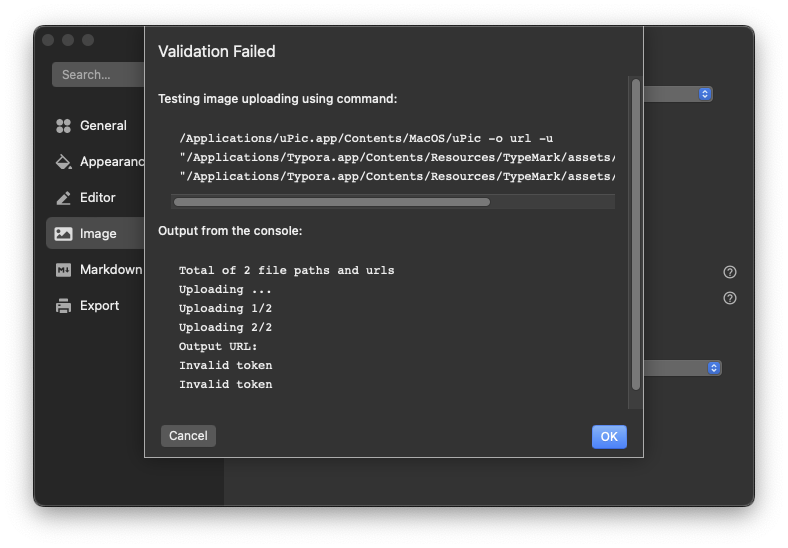 Validation Failed
Search...
Testing image uploading using command:
General
/Applications/uPic.app/Contents/MacOS/uPic -o url -u
"/Applications/Typora.app/Contents/Resources/TypeMark/assets/
"/Applications/Typora.app/Contents/Resources/TypeMark/assets/
Appearanc
Editor
Image
Markdown
Export
Output from the console:
Total of 2 file paths and urls
Uploading ...
Uploading 1/2
Uploading 2/2
Output URL:
Invalid token
Invalid token
Cancel
OK